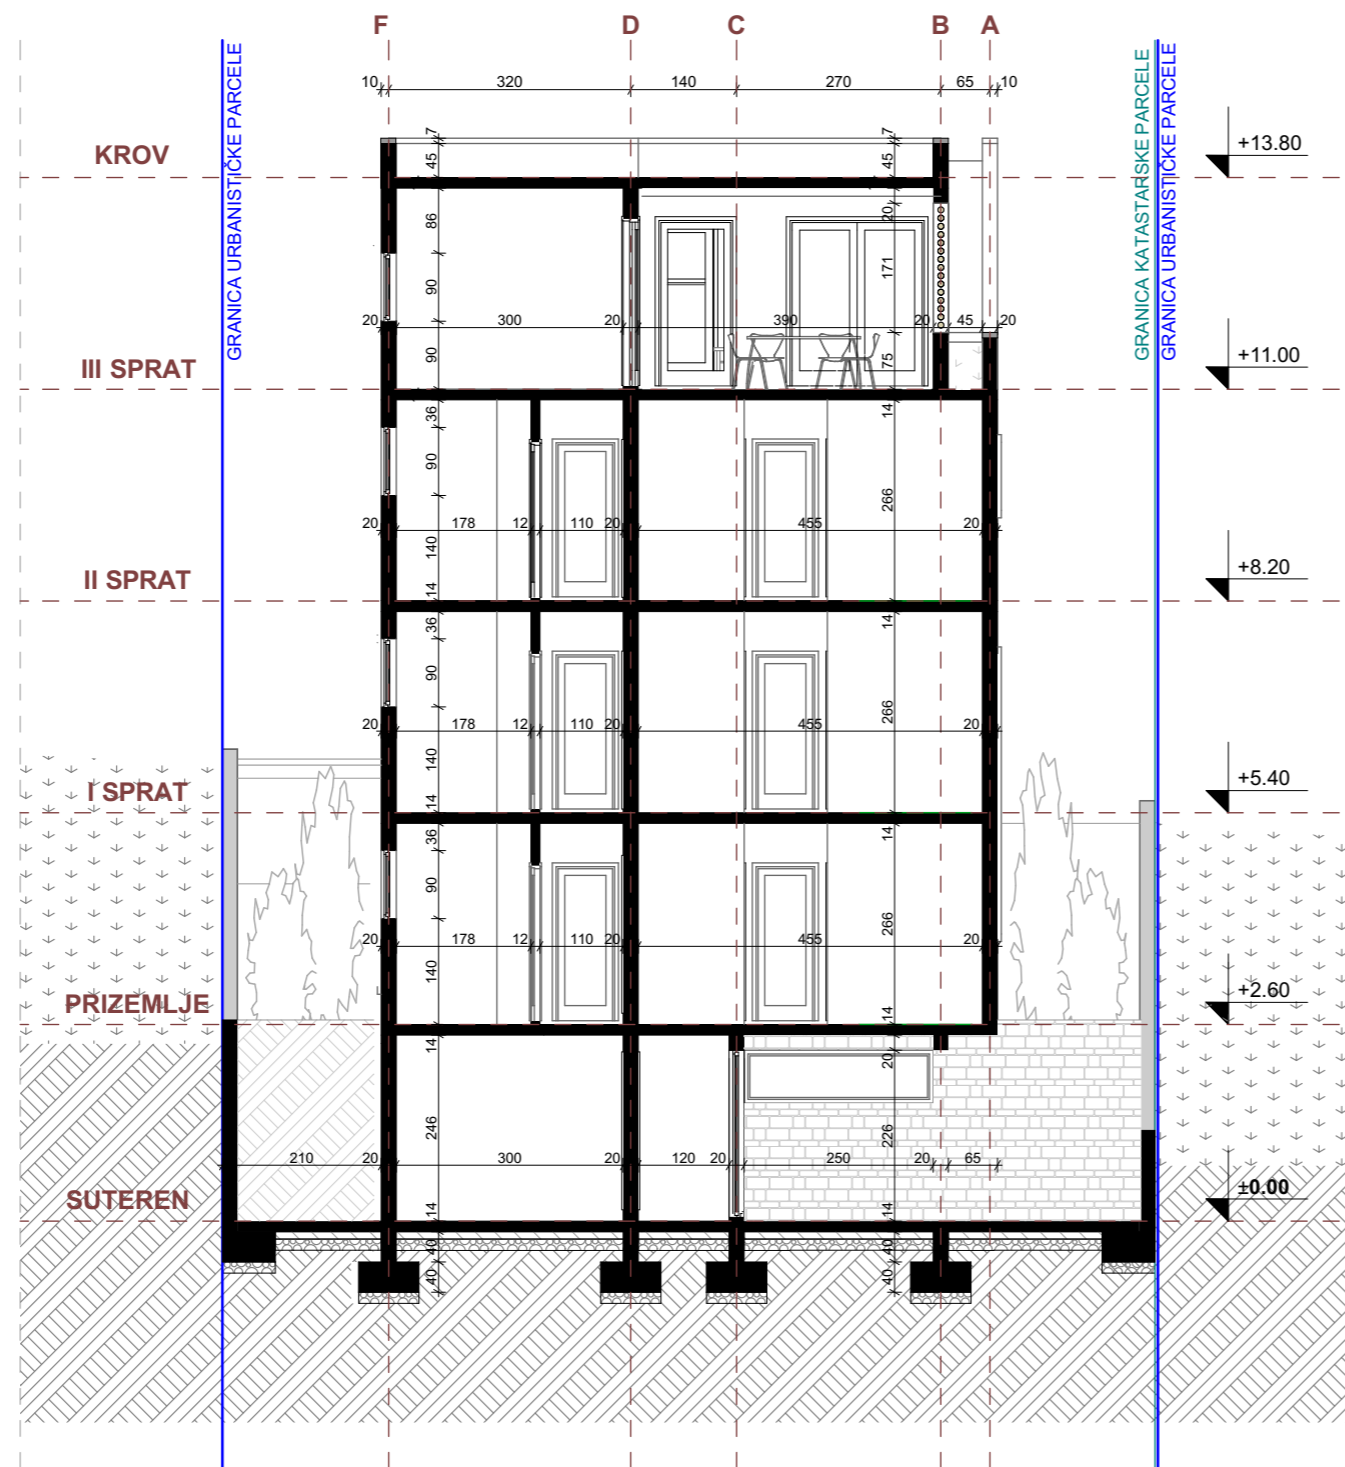 F D C B A
10 320 140 270 65 10
GRANICA URBANISTIČKE PARCELE
GRANICA KATASTARSKE PARCELE
GRANICA URBANISTIČKE PARCELE
KROV
7 45 7 45
+13.80
86 90 90
20 171 75
20 300 20 390 20 45 20
III SPRAT
+11.00
36 90 140 14
14 266
20 178 12 110 20 455 20
II SPRAT
+8.20
36 90 140 14
14 266
20 178 12 110 20 455 20
I SPRAT
+5.40
36 90 140
14 266 14
20 178 12 110 20 455 20
PRIZEMLJE
+2.60
14 246 14
20 226 14
210 20 300 20 120 20 250 20 65
SUTEREN
±0.00
40 40
40 40